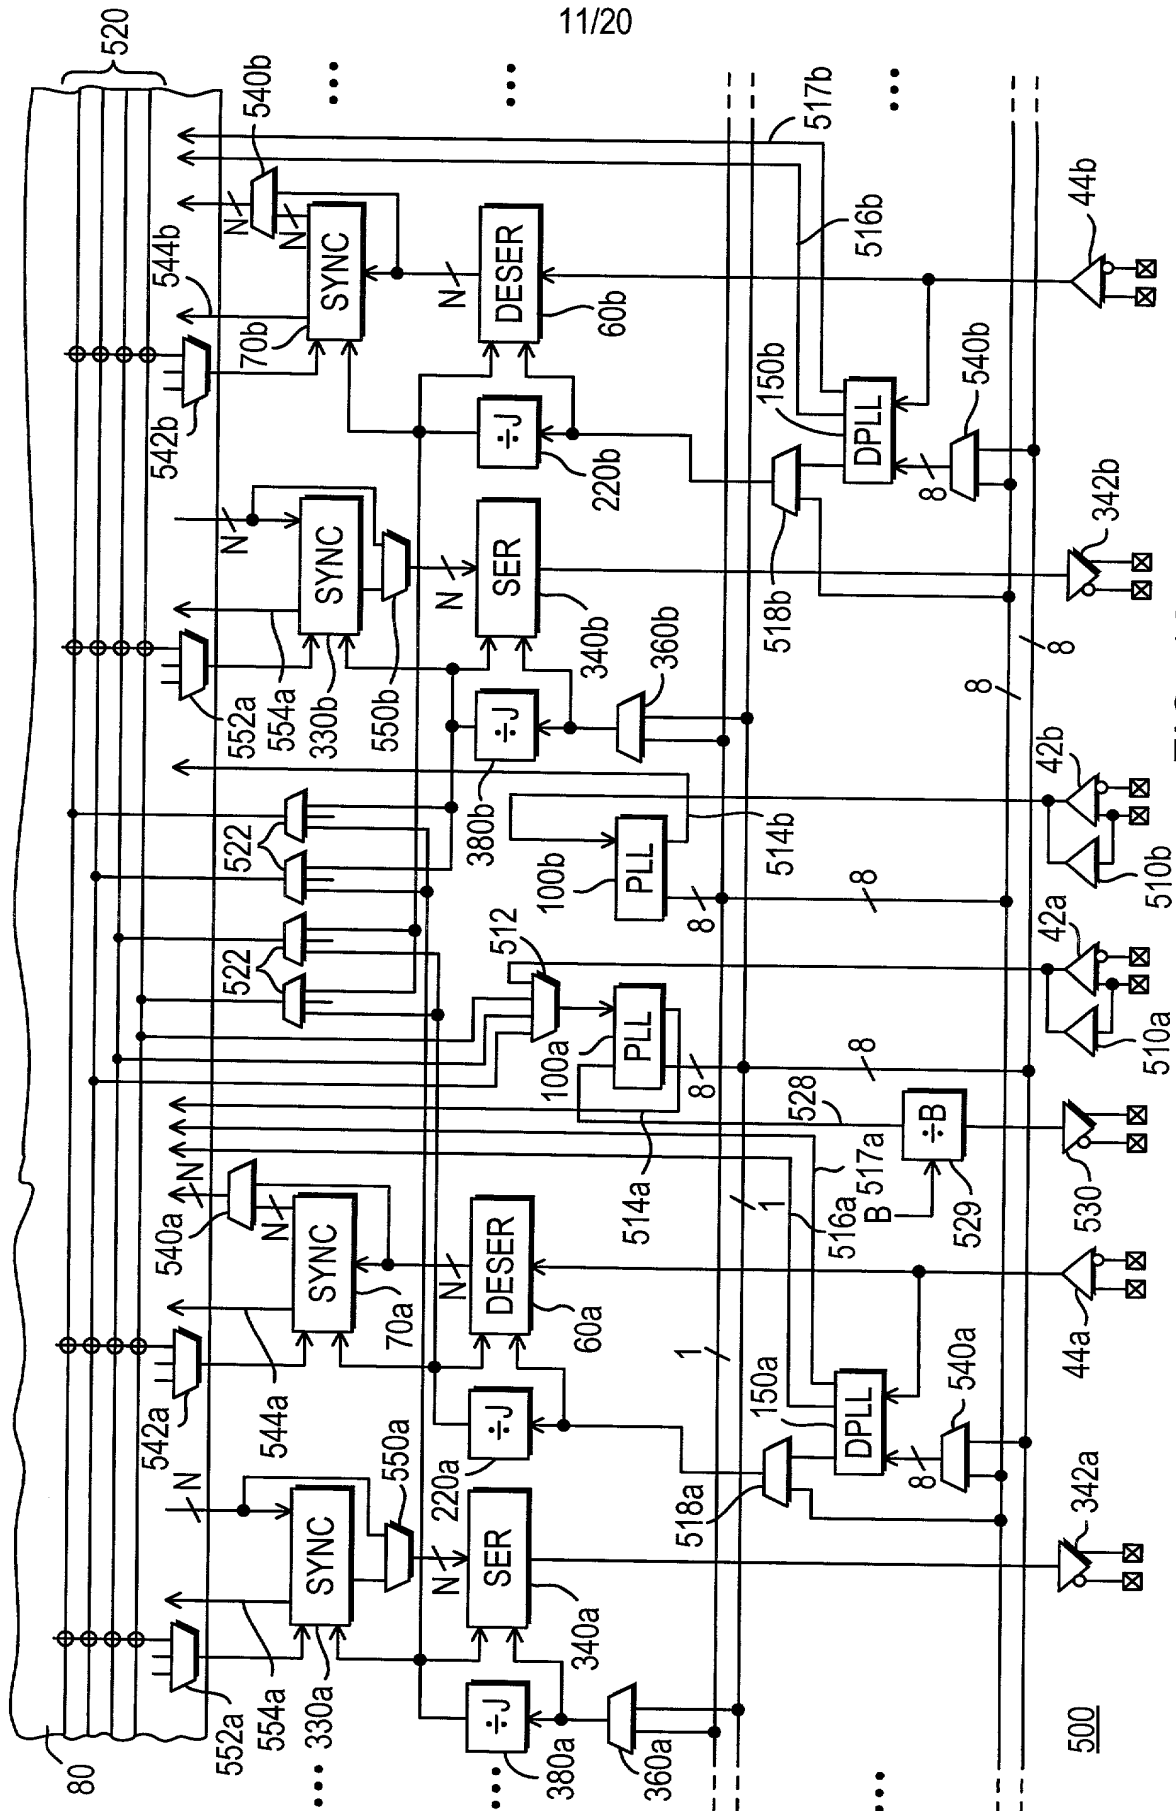 11/20
520
540b
544b
N
N
SYNC
70b
542b
N
DESER
60b
÷J
220b
517b
516b
150b
DPLL
518b
8
540b
44b
N
SYNC
552a
554a
330b
550b
N
SER
340b
÷J
380b
360b
342b
8
8
522
522
512
100b
PLL
514b
8
8
42b
510b
100a
PLL
514a
8
8
42a
510a
528
÷B
B
529
530
517a
516a
1
1
N
540a
N
SYNC
70a
542a
544a
N
DESER
60a
÷J
220a
150a
DPLL
518a
8
540a
44a
N
SYNC
552a
554a
330a
550a
N
SER
340a
÷J
380a
360a
342a
80
500